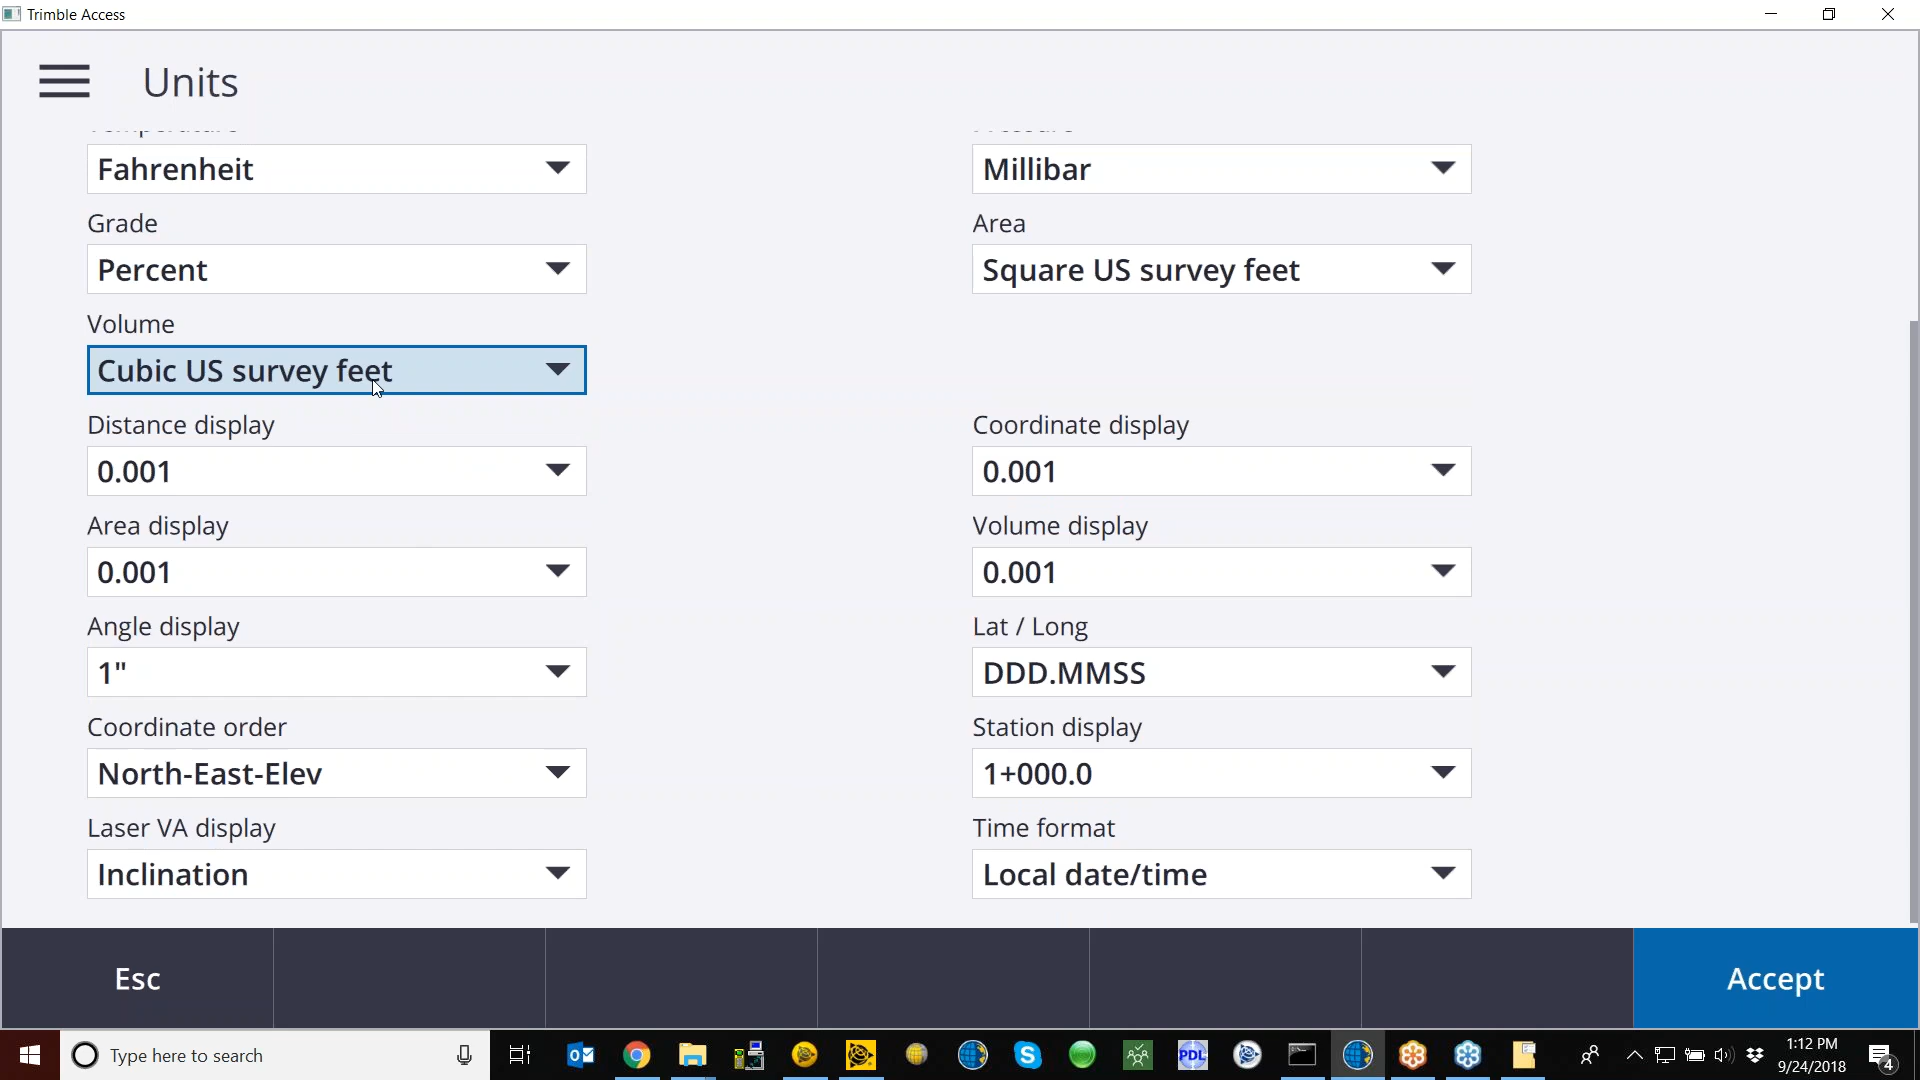 Trimble Access
Units
Fahrenheit
Millibar
Grade
Area
Percent
Square US survey feet
Volume
Cubic US survey feet
Distance display
Coordinate display
0.001
0.001
Area display
Volume display
0.001
0.001
Angle display
Lat / Long
1"
DDD.MMSS
Coordinate order
Station display
North-East-Elev
1+000.0
Laser VA display
Time format
Inclination
Local date/time
Esc
Accept
Type here to search
PDL
1:12 PM
9/24/2018
4